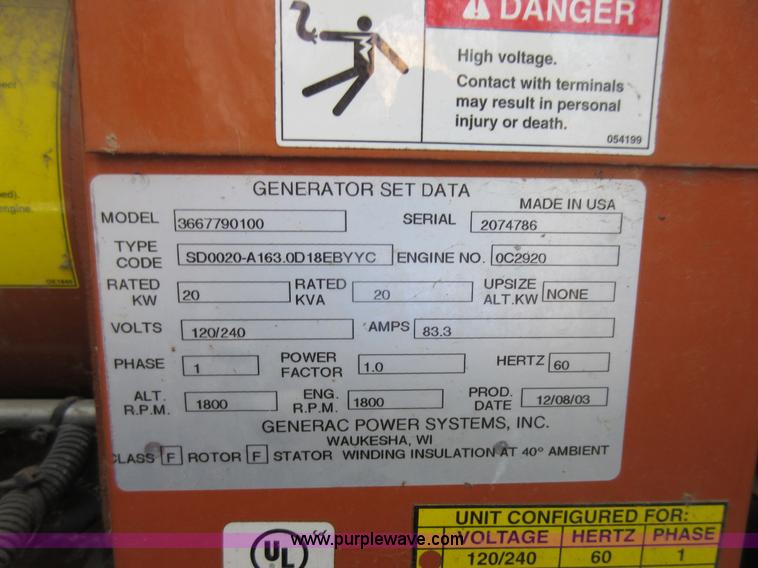 DANGER
High voltage.
Contact with terminals
may result in personal
injury or death.
054199
GENERATOR SET DATA
MADE IN USA
MODEL 3667790100 SERIAL 2074786
TYPE CODE SD0020-A163.0D18EBYYC ENGINE NO. 0C2920
RATED KW 20 RATED KVA 20 UPSIZE ALT.KW NONE
VOLTS 120/240 AMPS 83.3
PHASE 1 POWER FACTOR 1.0 HERTZ 60
ALT. R.P.M. 1800 ENG. R.P.M. 1800 PROD. DATE 12/08/03
GENERAC POWER SYSTEMS, INC.
WAUKESHA, WI
CLASS F ROTOR F STATOR WINDING INSULATION AT 40° AMBIENT
UL
UNIT CONFIGURED FOR:
VOLTAGE HERTZ PHASE
120/240 60 1
www.purplewave.com